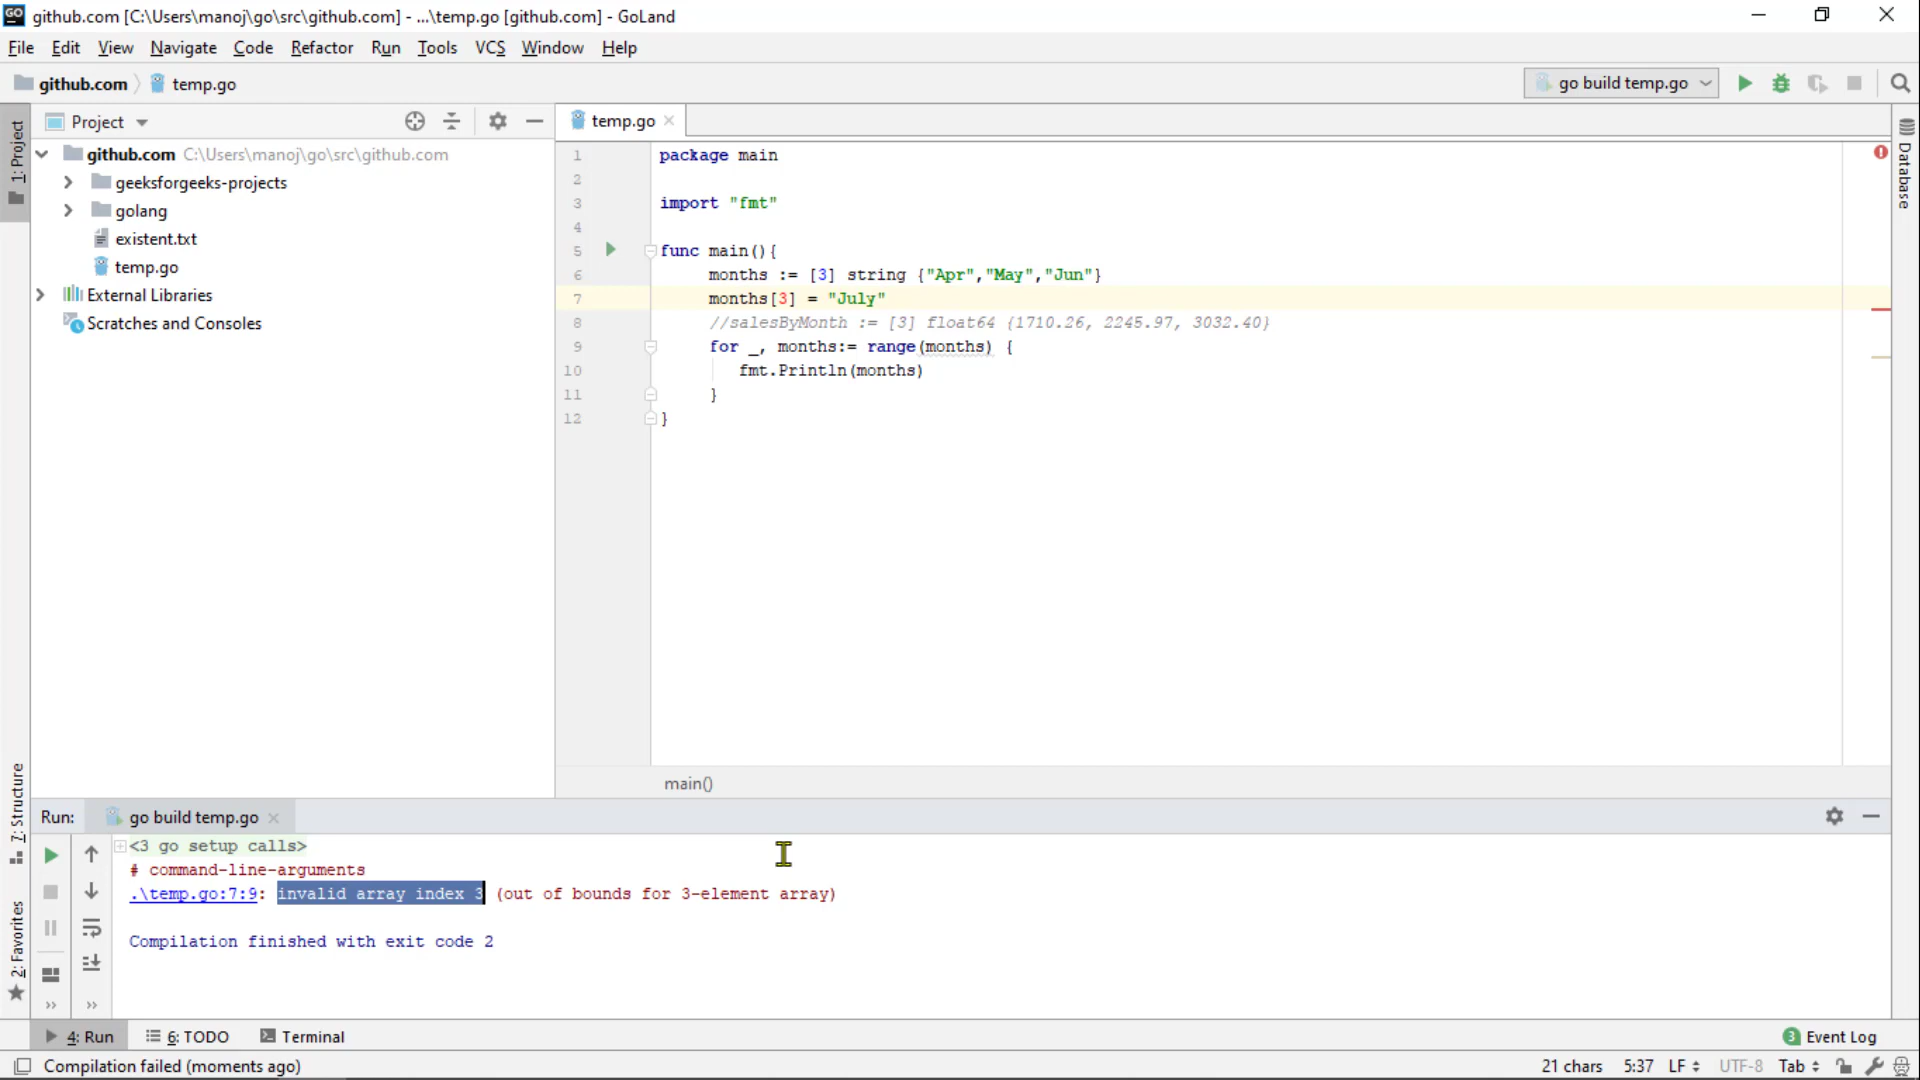 GO github.com [C:\Users\manoj\go\src\github.com] - ...\temp.go [github.com] - GoLand
File Edit View Navigate Code Refactor Run Tools VCS Window Help
github.com temp.go
go build temp.go
1: Project
Project
temp.go
Database
github.com C:\Users\manoj\go\src\github.com
geeksforgeeks-projects
golang
existent.txt
temp.go
External Libraries
Scratches and Consoles
1 package main
2
3 import "fmt"
4
5 func main(){
6 months := [3] string {"Apr","May","Jun"}
7 months[3] = "July"
8 //salesByMonth := [3] float64 {1710.26, 2245.97, 3032.40}
9 for _, months:= range(months) {
10 fmt.Println(months)
11 }
12 }
main()
7: Structure
2: Favorites
Run: go build temp.go
<3 go setup calls>
# command-line-arguments
.\temp.go:7:9: invalid array index 3 (out of bounds for 3-element array)
Compilation finished with exit code 2
4: Run 6: TODO Terminal
3 Event Log
Compilation failed (moments ago)
21 chars 5:37 LF UTF-8 Tab